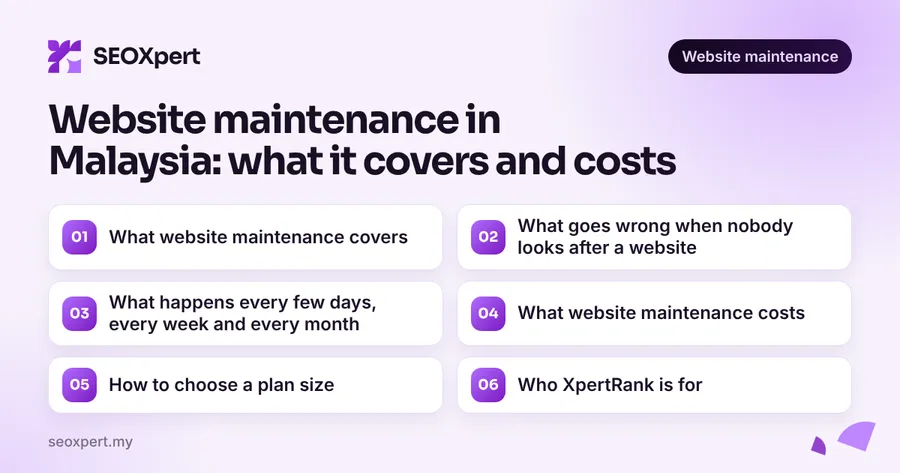 SEOXpert
Website maintenance
Website maintenance in
Malaysia: what it covers and costs
01 What website maintenance covers
02 What goes wrong when nobody
looks after a website
03 What happens every few days,
every week and every month
04 What website maintenance costs
05 How to choose a plan size
06 Who XpertRank is for
seoxpert.my